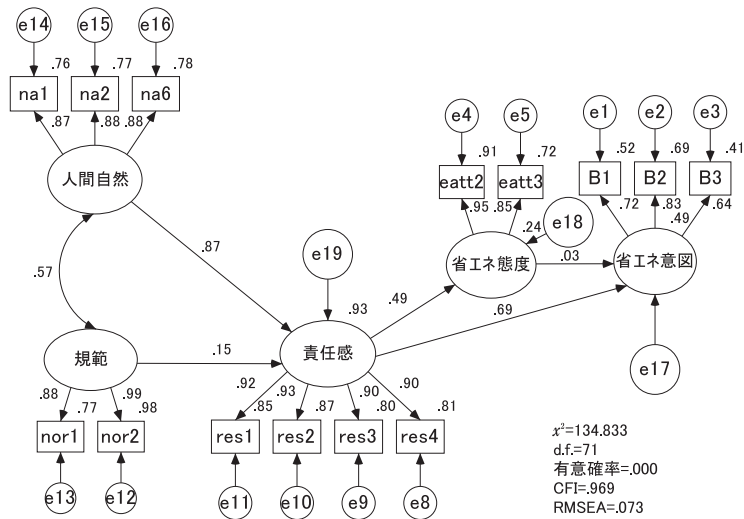 e14
e15
e16
.76
.77
.78
na1
na2
na6
.87
.88
.88
人間自然
.57
.87
e19
.93
規範
.15
責任感
.88
.77
.99
.98
nor1
nor2
e13
e12
.92
.85
.93
.87
.90
.80
.90
.81
res1
res2
res3
res4
e11
e10
e9
e8
e4
e5
.91
.72
eatt2
eatt3
.95
.85
.24
e18
省エネ態度
.49
.03
.69
e1
e2
e3
.52
.69
.41
B1
B2
B3
.72
.83
.64
.49
省エネ意図
e17
x²=134.833
d.f.=71
有意確率=.000
CFI=.969
RMSEA=.073